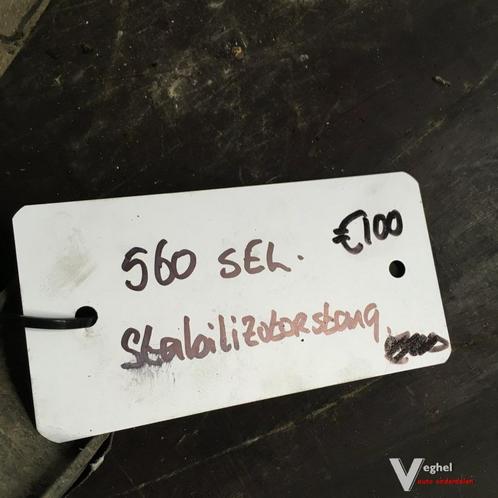 560 SEL. €100
Stabilizatorstang
Veghel
auto onderdelen